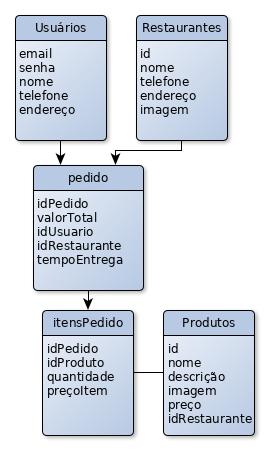 Usuários
email
senha
nome
telefone
endereço
Restaurantes
id
nome
telefone
endereço
imagem
pedido
idPedido
valorTotal
idUsuario
idRestaurante
tempoEntrega
itensPedido
idPedido
idProduto
quantidade
preçoItem
Produtos
id
nome
descrição
imagem
preço
idRestaurante